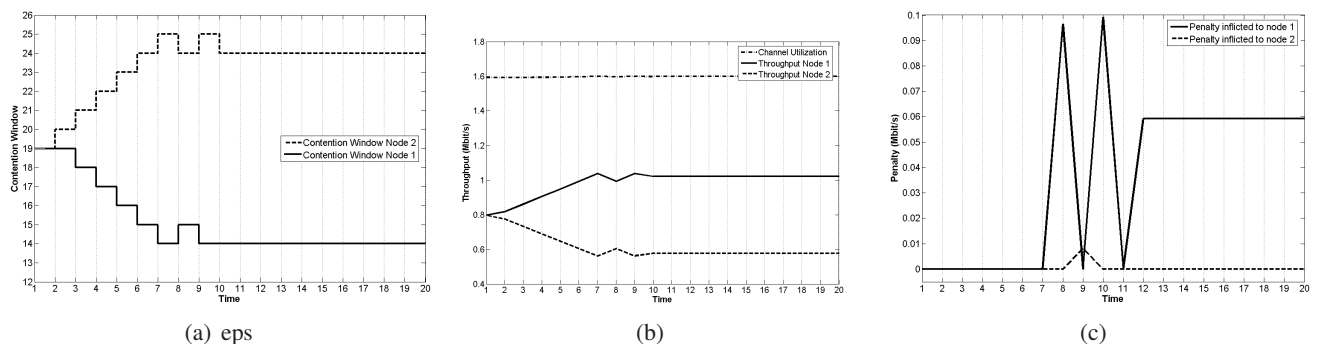 26
25
24
23
22
21
20
19
18
17
16
15
14
13
12
Contention Window
Contention Window Node 2
Contention Window Node 1
1 2 3 4 5 6 7 8 9 10 11 12 13 14 15 16 17 18 19 20
Time
(a) eps
1.8
1.6
1.4
1.2
1
0.8
0.6
0.4
Throughput (Mbit/s)
Channel Utilization
Throughput Node 1
Throughput Node 2
1 2 3 4 5 6 7 8 9 10 11 12 13 14 15 16 17 18 19 20
Time
(b)
0.1
0.09
0.08
0.07
0.06
0.05
0.04
0.03
0.02
0.01
0
Penalty (Mbit/s)
Penalty inflicted to node 1
Penalty inflicted to node 2
1 2 3 4 5 6 7 8 9 10 11 12 13 14 15 16 17 18 19 20
Time
(c)